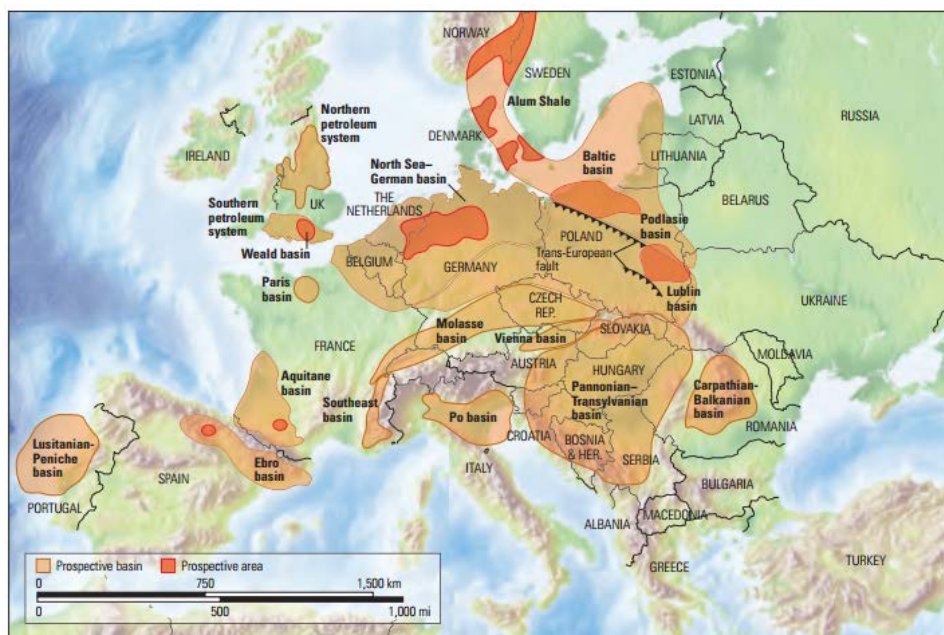 NORWAY
SWEDEN
ESTONIA
RUSSIA
Northern
petroleum
system
Alum Shale
LATVIA
DENMARK
IRELAND
North Sea–
German basin
Baltic
basin
LITHUANIA
Southern
petroleum
system
UK
THE
NETHERLANDS
BELARUS
Podlasie
basin
Weald basin
POLAND
Trans-European
fault
BELGIUM
GERMANY
Paris
basin
Lublin
basin
CZECH
REP.
UKRAINE
Molasse
basin
SLOVAKIA
Vienna basin
FRANCE
AUSTRIA
MOLDAVIA
HUNGARY
Aquitane
basin
Pannonian–
Transylvanian
basin
Carpathian-
Balkanian
basin
Southeast
basin
Po basin
CROATIA
ROMANIA
Lusitanian-
Peniche
basin
BOSNIA
& HER.
SERBIA
Ebro
basin
ITALY
SPAIN
BULGARIA
PORTUGAL
MACEDONIA
ALBANIA
GREECE
TURKEY
Prospective basin
Prospective area
0 750 1,500 km
0 500 1,000 mi